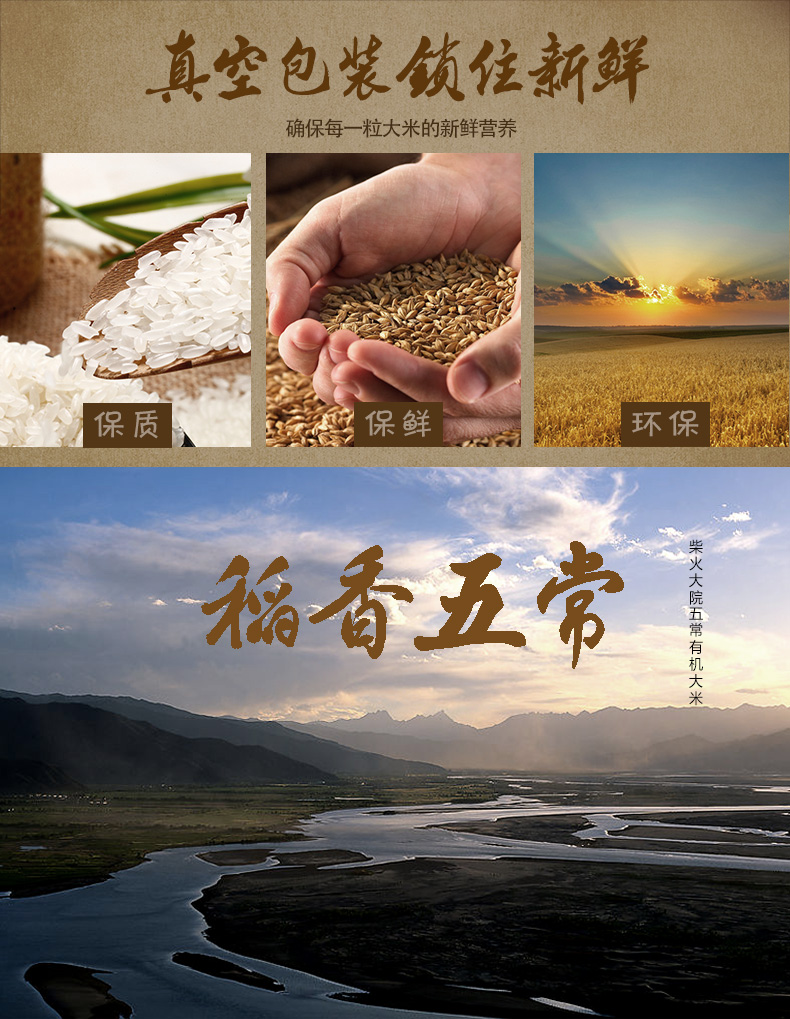 真空包装锁住新鲜
确保每一粒大米的新鲜营养
保质
保鲜
环保
稻香五常
柴火大院五常有机大米